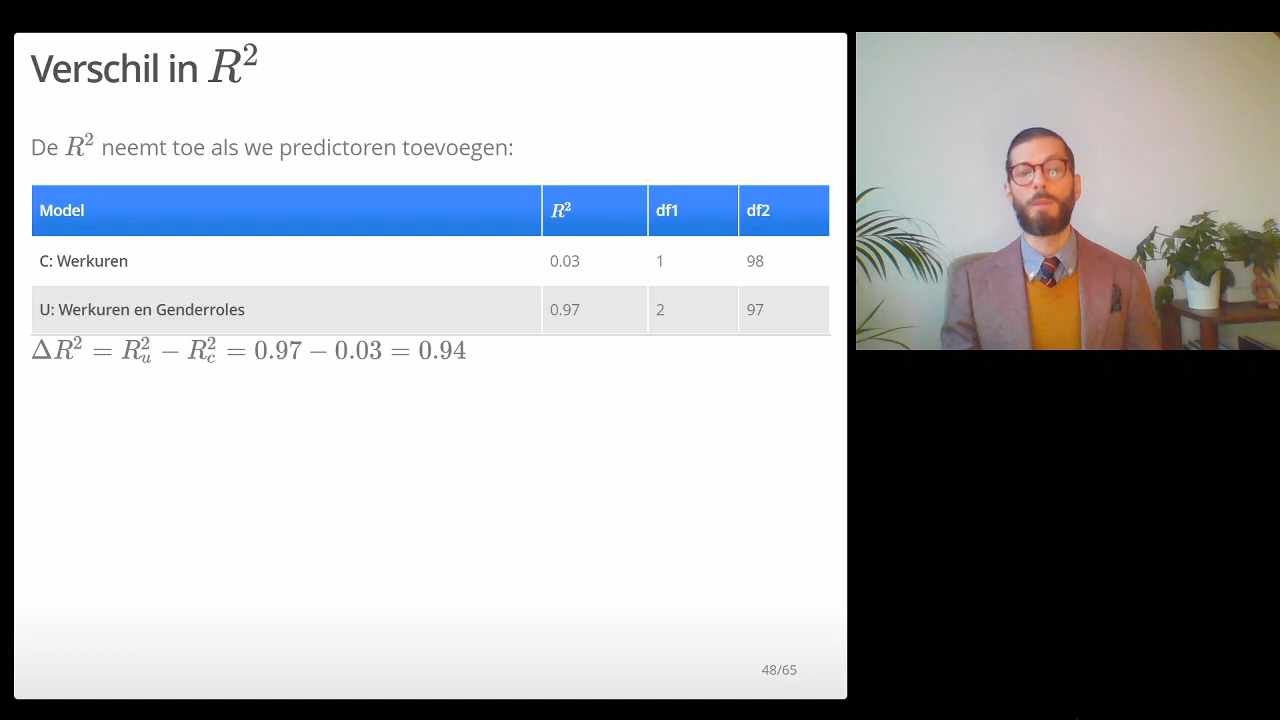 Verschil in R²
De R² neemt toe als we predictoren toevoegen:
Model R² df1 df2
C: Werkuren 0.03 1 98
U: Werkuren en Genderroles 0.97 2 97
ΔR² = R²ᵤ − R²_c = 0.97 − 0.03 = 0.94
48/65